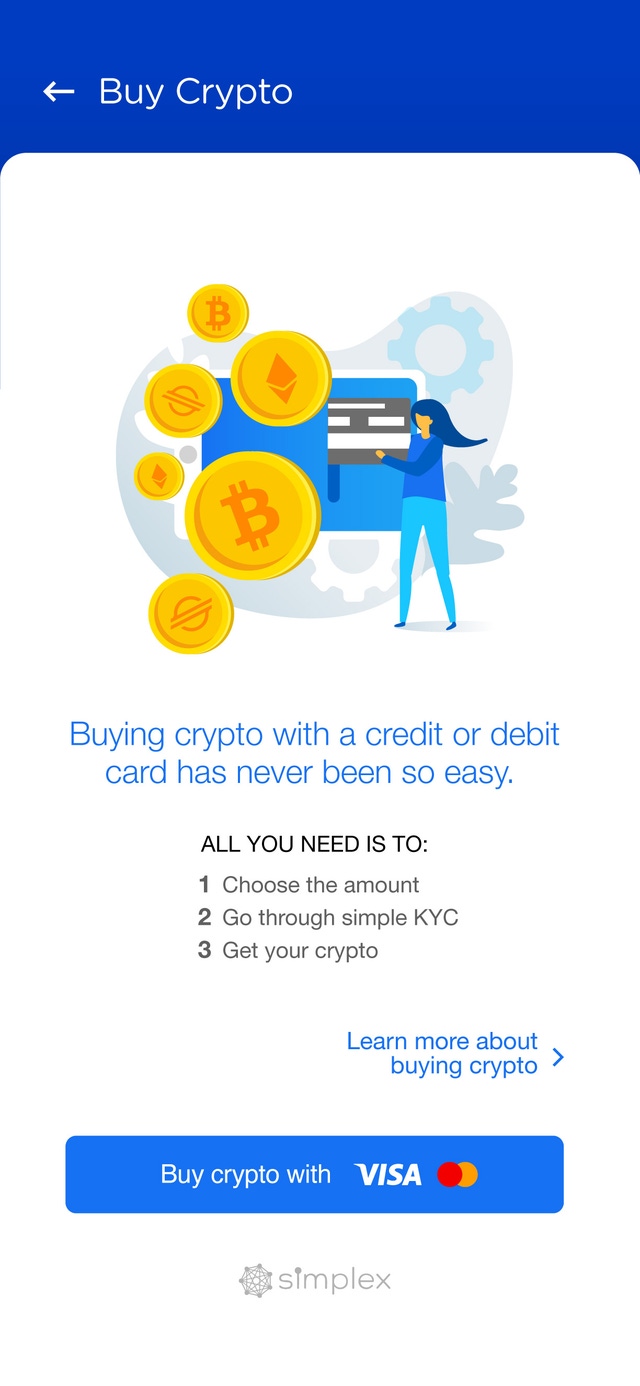 Buy Crypto
Buying crypto with a credit or debit
card has never been so easy.
ALL YOU NEED IS TO:
1 Choose the amount
2 Go through simple KYC
3 Get your crypto
Learn more about
buying crypto
Buy crypto with VISA
simplex